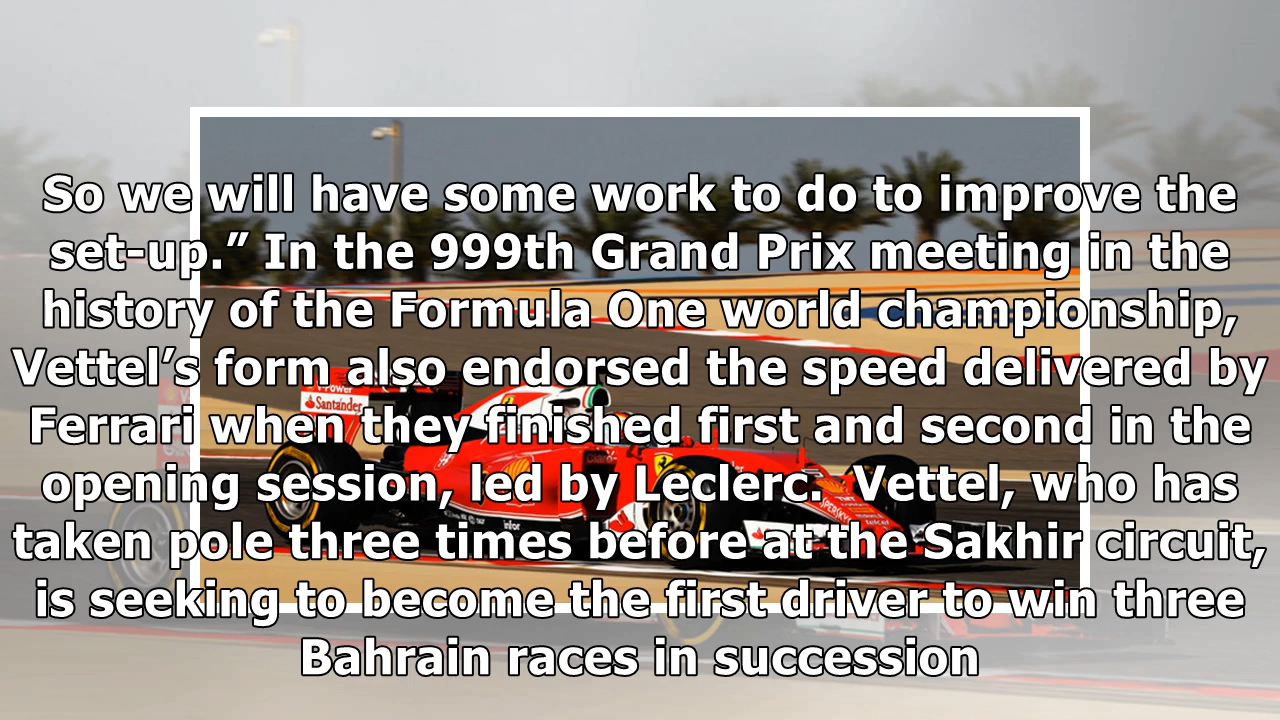 So we will have some work to do to improve the
set-up.” In the 999th Grand Prix meeting in the
history of the Formula One world championship,
Vettel’s form also endorsed the speed delivered by
Ferrari when they finished first and second in the
opening session, led by Leclerc.  Vettel, who has
taken pole three times before at the Sakhir circuit,
is seeking to become the first driver to win three
Bahrain races in succession
Santander